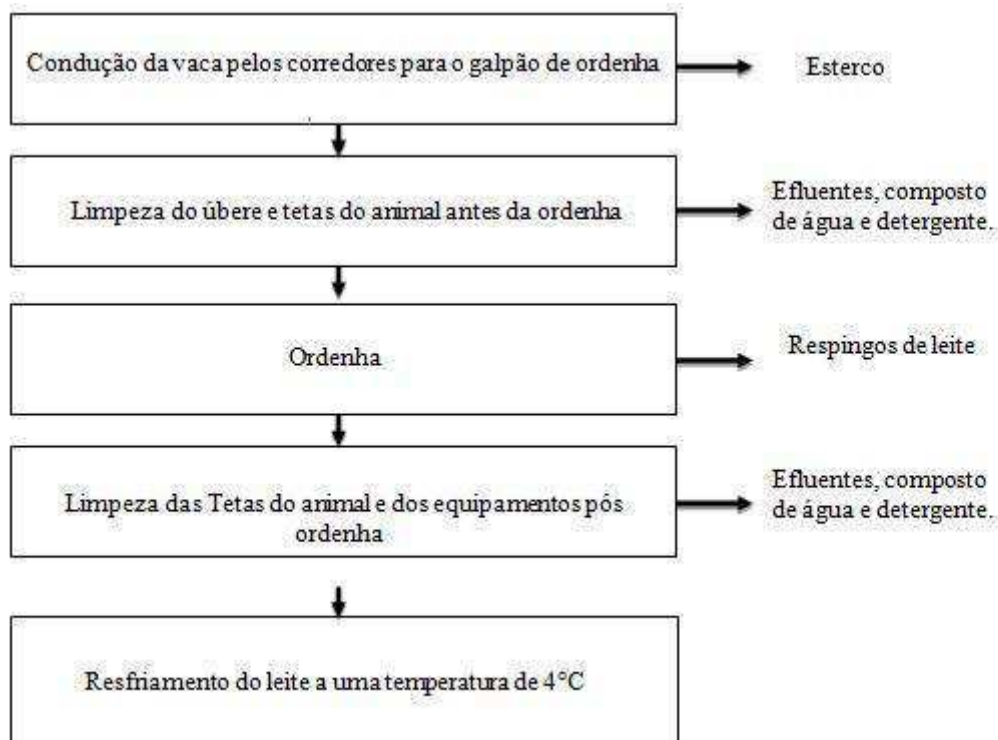 Condução da vaca pelos corredores para o galpão de ordenha
Esterco
Limpeza do úbere e tetas do animal antes da ordenha
Efluentes, composto
de água e detergente.
Ordenha
Respingos de leite
Limpeza das Tetas do animal e dos equipamentos pós
ordenha
Efluentes, composto
de água e detergente.
Resfriamento do leite a uma temperatura de 4°C